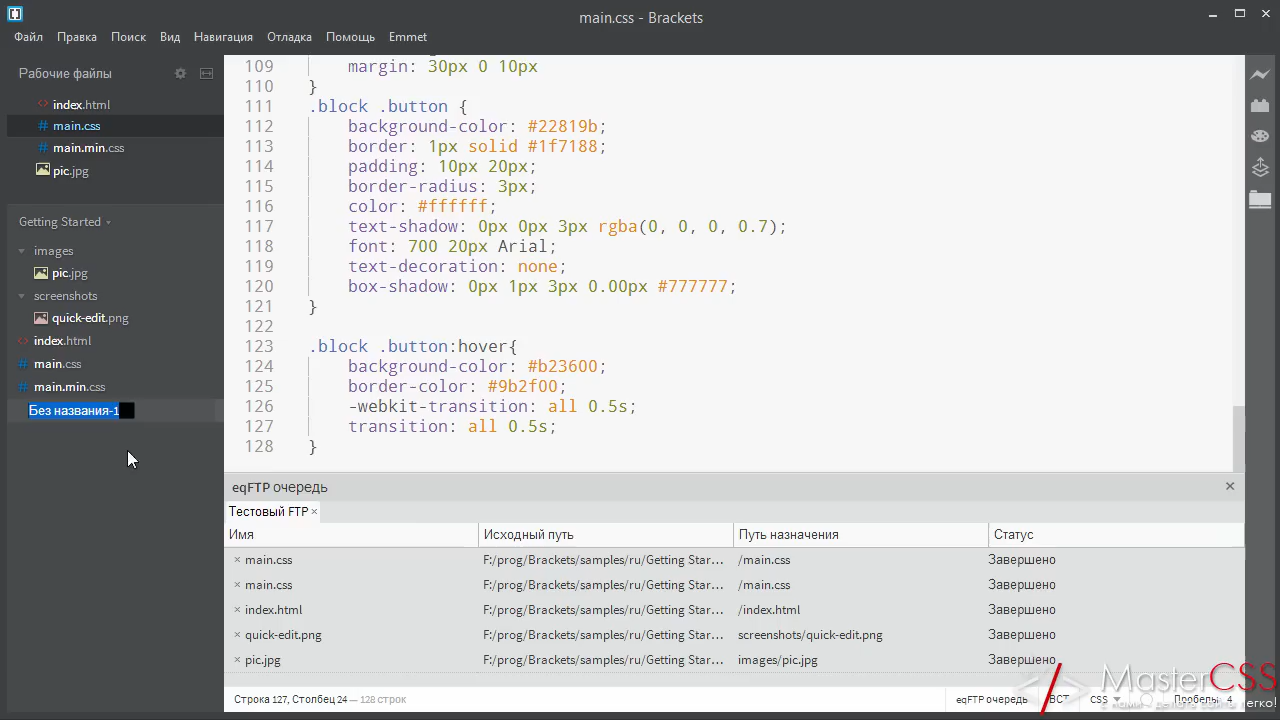 main.css - Brackets
Файл Правка Поиск Вид Навигация Отладка Помощь Emmet
Рабочие файлы
index.html
main.css
main.min.css
pic.jpg
Getting Started
images
pic.jpg
screenshots
quick-edit.png
index.html
main.css
main.min.css
Без названия-1
109 margin: 30px 0 10px
110 }
111 .block .button {
112 background-color: #22819b;
113 border: 1px solid #1f7188;
114 padding: 10px 20px;
115 border-radius: 3px;
116 color: #ffffff;
117 text-shadow: 0px 0px 3px rgba(0, 0, 0, 0.7);
118 font: 700 20px Arial;
119 text-decoration: none;
120 box-shadow: 0px 1px 3px 0.00px #777777;
121 }
122
123 .block .button:hover{
124 background-color: #b23600;
125 border-color: #9b2f00;
126 -webkit-transition: all 0.5s;
127 transition: all 0.5s;
128 }
eqFTP очередь
Тестовый FTP
Имя Исходный путь Путь назначения Статус
main.css F:/prog/Brackets/samples/ru/Getting Star... /main.css Завершено
main.css F:/prog/Brackets/samples/ru/Getting Star... /main.css Завершено
index.html F:/prog/Brackets/samples/ru/Getting Star... /index.html Завершено
quick-edit.png F:/prog/Brackets/samples/ru/Getting Star... screenshots/quick-edit.png Завершено
pic.jpg F:/prog/Brackets/samples/ru/Getting Star... images/pic.jpg Завершено
MasterCSS
Строка 127, Столбец 24 — 128 строк eqFTP очередь ВСТ CSS Пробелы: 4